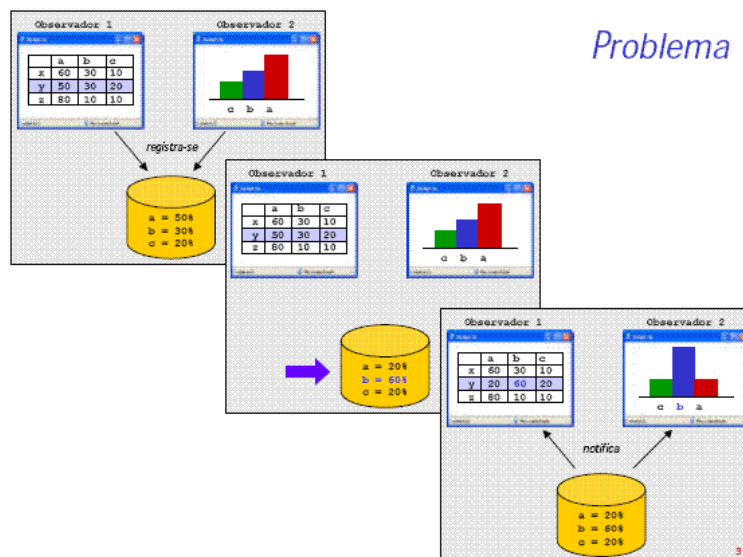 Problema
Observador 1
Observador 2
a b c
x 60 30 10
y 50 30 20
z 80 10 10
c b a
registra-se
a = 50%
b = 30%
c = 20%
Observador 1
Observador 2
a b c
x 60 30 10
y 50 30 20
z 80 10 10
c b a
a = 20%
b = 60%
c = 20%
Observador 1
Observador 2
a b c
x 60 30 10
y 20 60 20
z 80 10 10
c b a
notifica
a = 20%
b = 60%
c = 20%